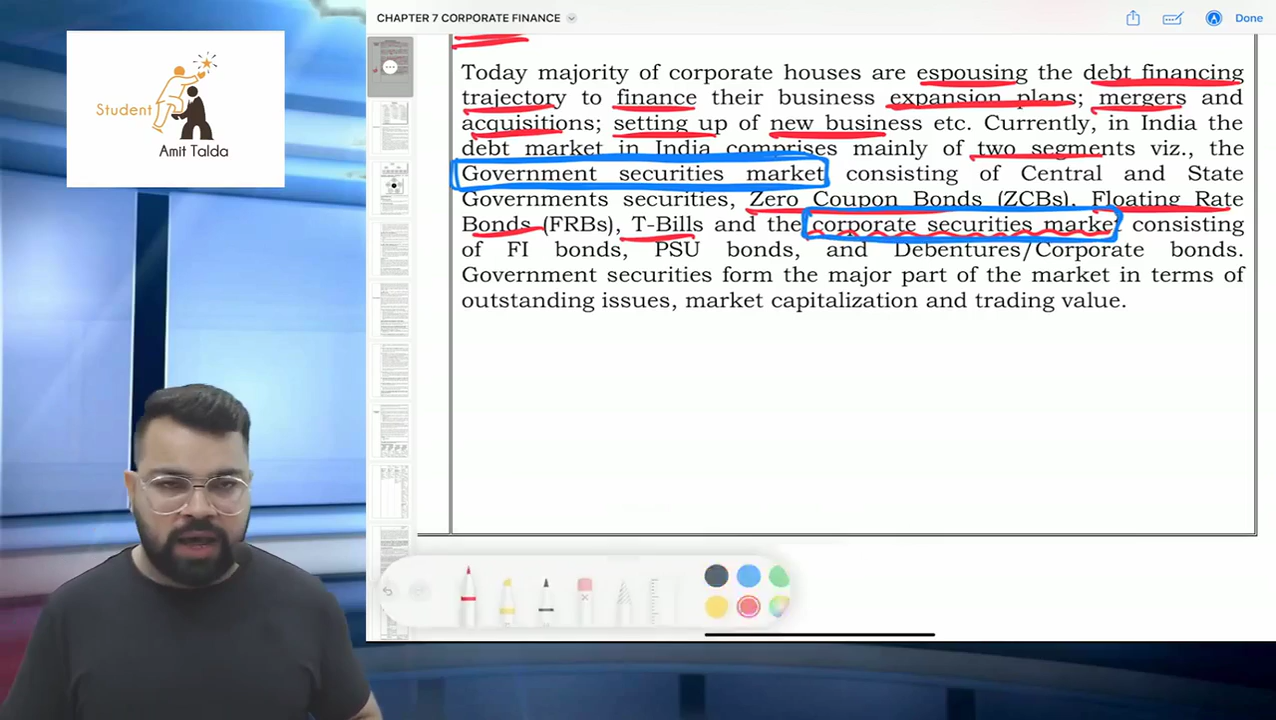 CHAPTER 7 CORPORATE FINANCE
Done
Student
Amit Talda
Today majority of corporate houses are espousing the debt financing
trajectory to finance their business expansion plans; mergers and
acquisitions; setting up of new business etc. Currently in India the
debt market in India comprises mainly of two segments viz., the
Government securities market consisting of Central and State
Governments securities, Zero Coupon Bonds (ZCBs), Floating Rate
Bonds (FRBs), T Bills and the corporate securities market consisting
of FI bonds, PSU bonds, and Debentures/Corporate bonds.
Government securities form the major part of the market in terms of
outstanding issues, market capitalization and trading value.